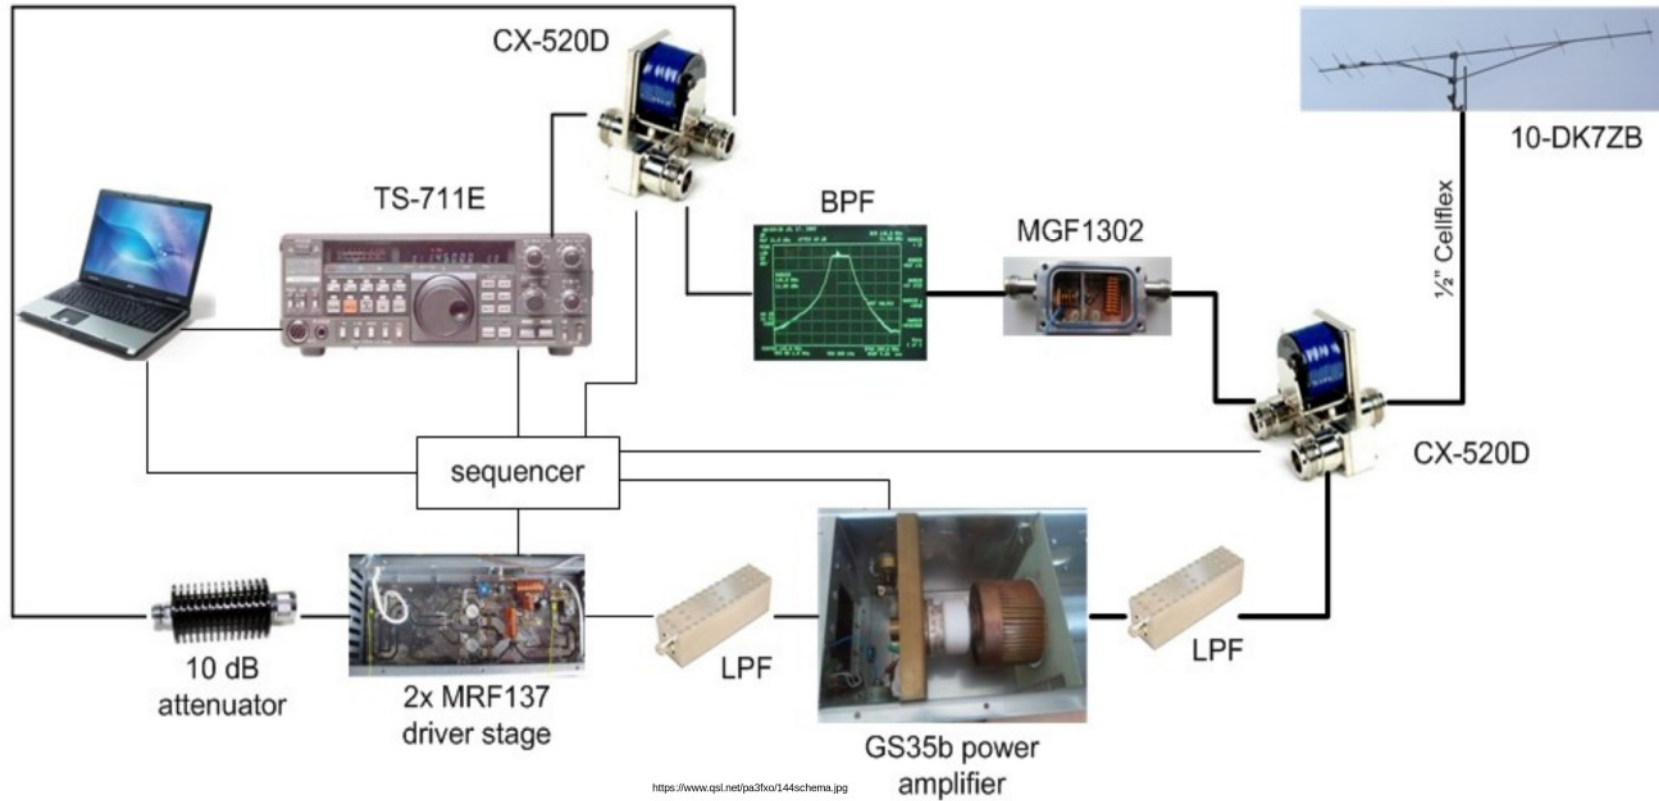 CX-520D
10-DK7ZB
TS-711E
BPF
MGF1302
½" Cellflex
CX-520D
sequencer
10 dB
attenuator
2x MRF137
driver stage
LPF
GS35b power
amplifier
LPF
https://www.qsl.net/pa3fxo/144schema.jpg